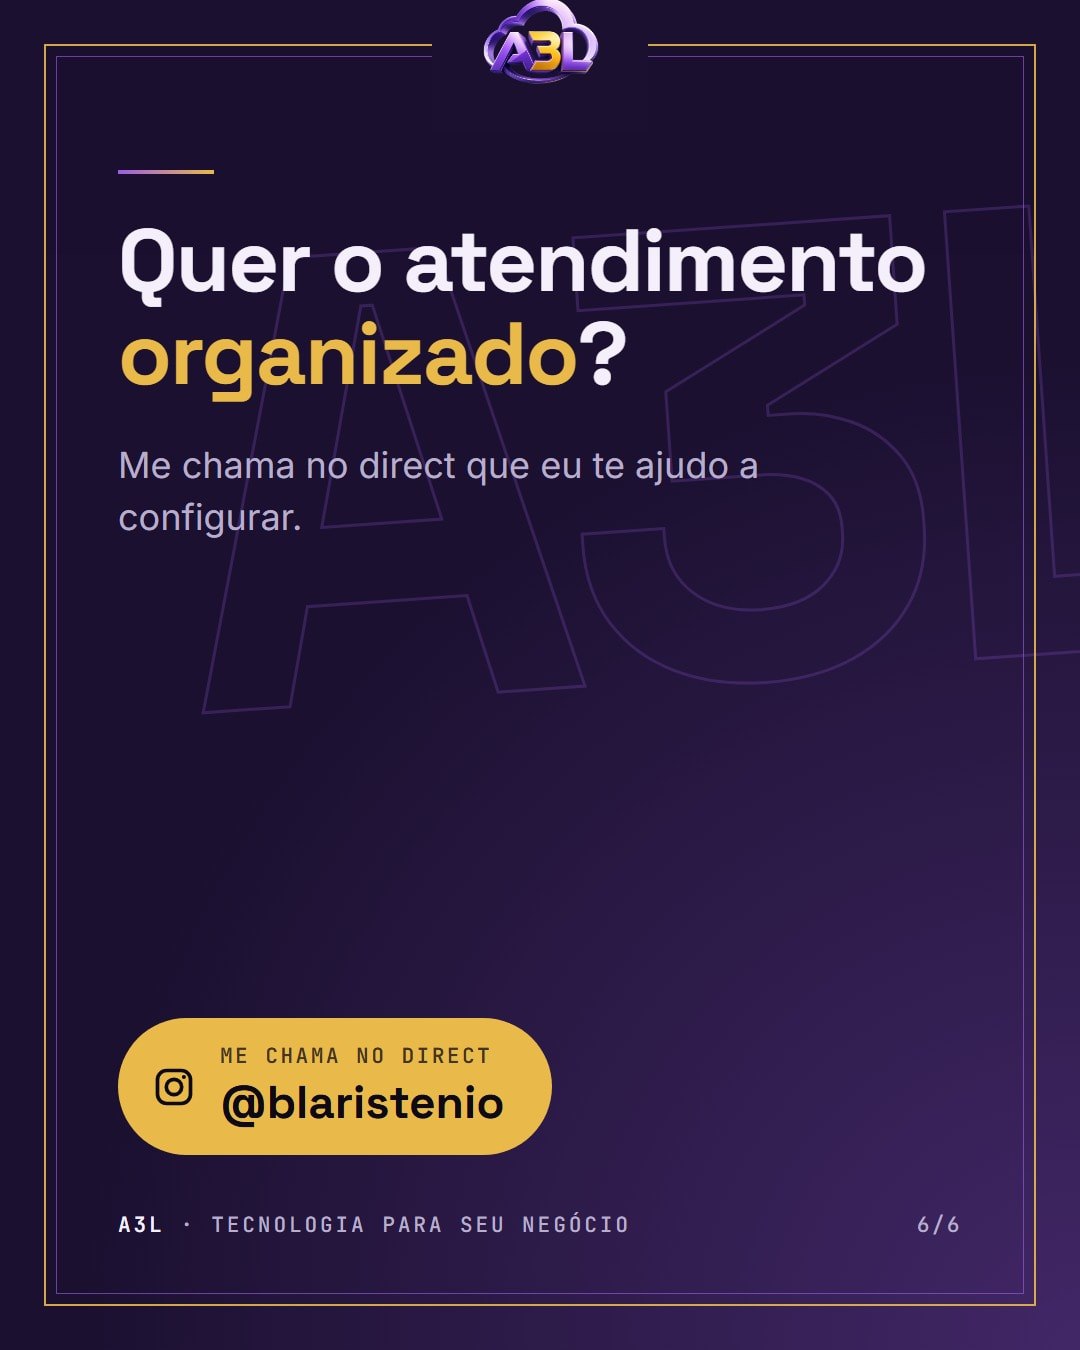 A3L
Quer o atendimento
organizado?
Me chama no direct que eu te ajudo a
configurar.
A3L
ME CHAMA NO DIRECT
@blaristenio
A3L · TECNOLOGIA PARA SEU NEGÓCIO
6/6